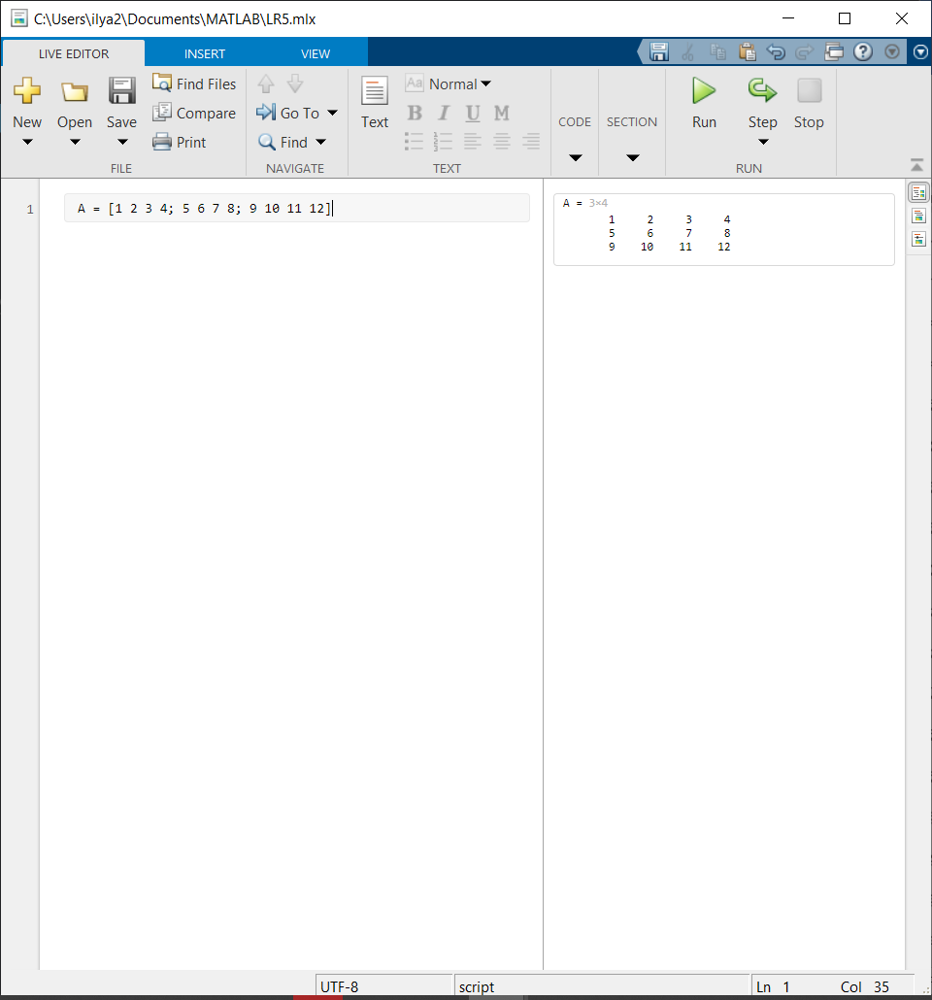 C:\Users\ilya2\Documents\MATLAB\LR5.mlx
LIVE EDITOR INSERT VIEW
New Open Save Find Files Compare Print
FILE
Go To Find
NAVIGATE
Text Aa Normal
B I U M
TEXT
CODE
SECTION
Run Step Stop
RUN
1 A = [1 2 3 4; 5 6 7 8; 9 10 11 12]
A = 3×4
1 2 3 4
5 6 7 8
9 10 11 12
UTF-8 script Ln 1 Col 35